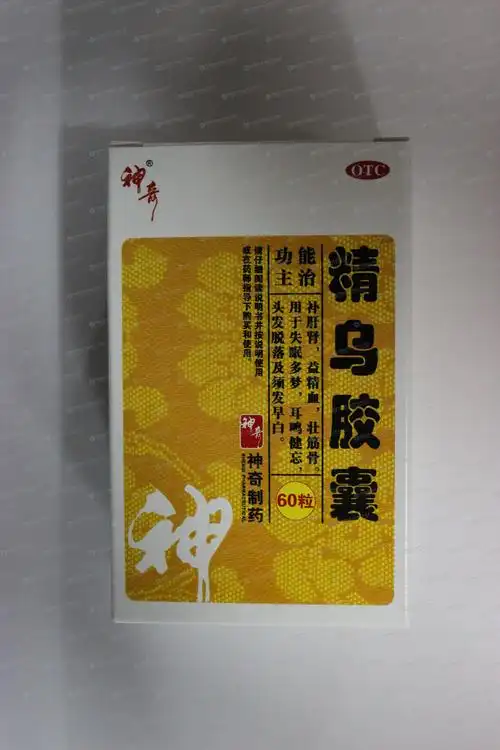 神奇®
OTC
精乌胶囊
功能
主治
补肝肾，益精血，壮筋骨。
用于失眠多梦，耳鸣健忘，
头发脱落及须发早白。
请仔细阅读说明书并按说明使用
或在药师指导下购买和使用。
60粒
神奇
神奇制药
神